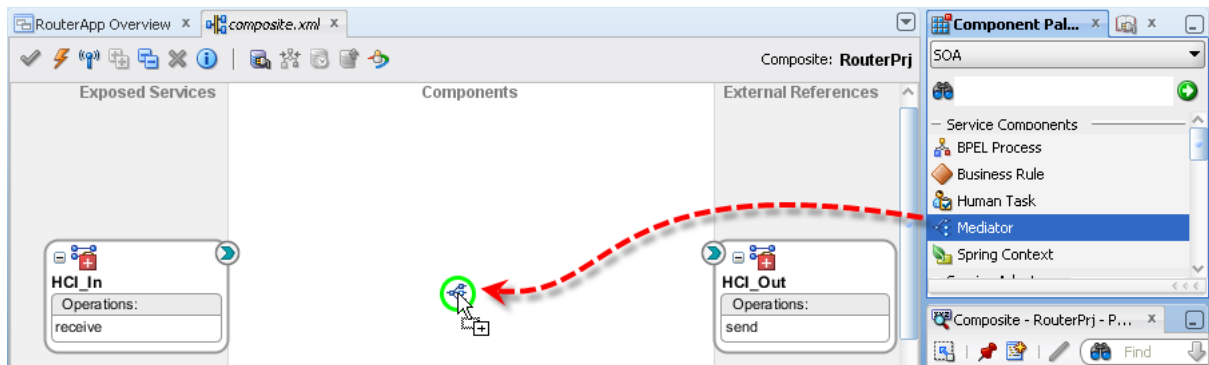 RouterApp Overview
composite.xml
Composite: RouterPrj
Exposed Services
Components
External References
HCI_In
Operations:
receive
HCI_Out
Operations:
send
Component Pal...
SOA
Service Components
BPEL Process
Business Rule
Human Task
Mediator
Spring Context
Composite - RouterPrj - P...
Find